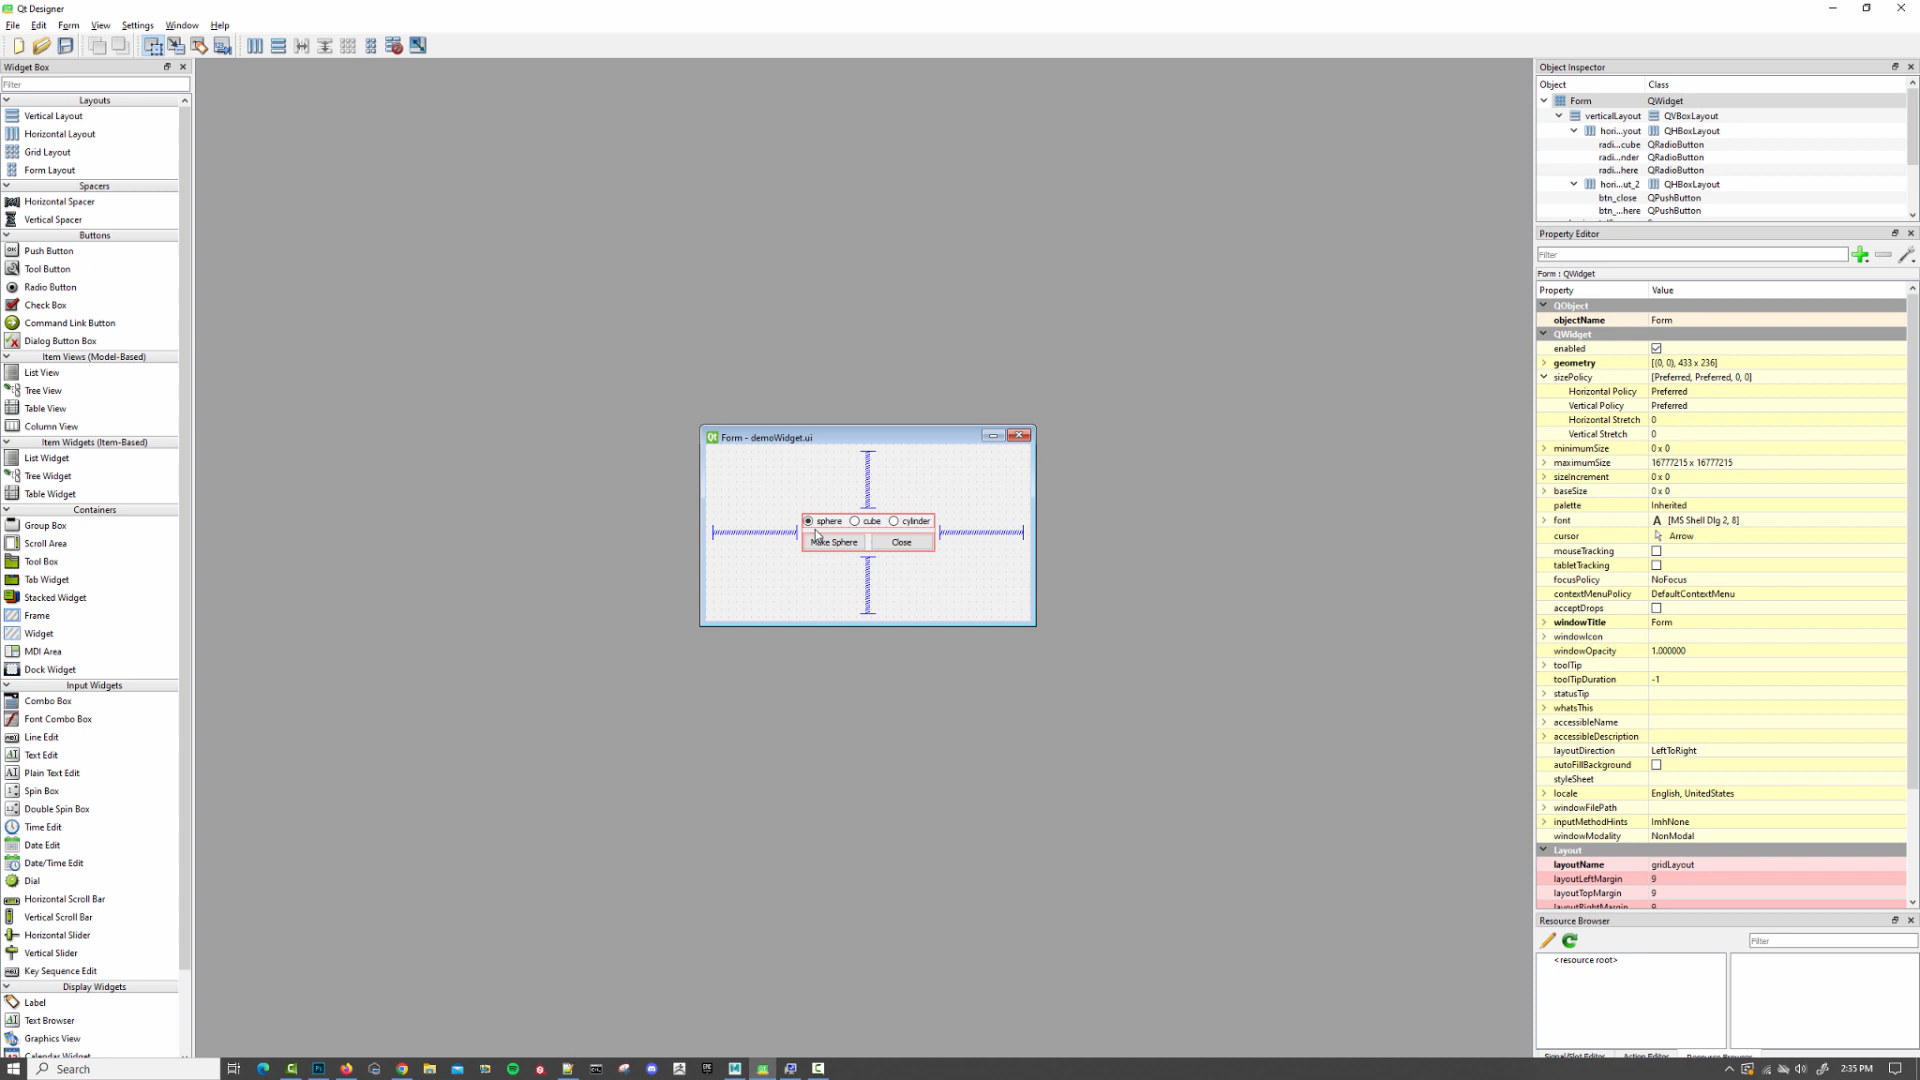 Qt Designer
File Edit Form View Settings Window Help
Widget Box
Filter
Layouts
Vertical Layout
Horizontal Layout
Grid Layout
Form Layout
Spacers
Horizontal Spacer
Vertical Spacer
Buttons
Push Button
Tool Button
Radio Button
Check Box
Command Link Button
Dialog Button Box
Item Views (Model-Based)
List View
Tree View
Table View
Column View
Item Widgets (Item-Based)
List Widget
Tree Widget
Table Widget
Containers
Group Box
Scroll Area
Tool Box
Tab Widget
Stacked Widget
Frame
Widget
MDI Area
Dock Widget
Input Widgets
Combo Box
Font Combo Box
Line Edit
Text Edit
Plain Text Edit
Spin Box
Double Spin Box
Time Edit
Date Edit
Date/Time Edit
Dial
Horizontal Scroll Bar
Vertical Scroll Bar
Horizontal Slider
Vertical Slider
Key Sequence Edit
Display Widgets
Label
Text Browser
Graphics View
Calendar Widget
Form - demoWidget.ui
sphere cube cylinder
Make Sphere Close
Object Inspector
Object Class
Form QWidget
verticalLayout QVBoxLayout
hori...yout QHBoxLayout
radi...cube QRadioButton
radi...nder QRadioButton
radi...here QRadioButton
hori...ut_2 QHBoxLayout
btn_close QPushButton
btn_...here QPushButton
Property Editor
Filter
Form : QWidget
Property Value
QObject
objectName Form
QWidget
enabled
geometry [(0, 0), 433 x 236]
sizePolicy [Preferred, Preferred, 0, 0]
Horizontal Policy Preferred
Vertical Policy Preferred
Horizontal Stretch 0
Vertical Stretch 0
minimumSize 0 x 0
maximumSize 16777215 x 16777215
sizeIncrement 0 x 0
baseSize 0 x 0
palette Inherited
font A [MS Shell Dlg 2, 8]
cursor Arrow
mouseTracking
tabletTracking
focusPolicy NoFocus
contextMenuPolicy DefaultContextMenu
acceptDrops
windowTitle Form
windowIcon
windowOpacity 1.000000
toolTip
toolTipDuration -1
statusTip
whatsThis
accessibleName
accessibleDescription
layoutDirection LeftToRight
autoFillBackground
styleSheet
locale English, UnitedStates
windowFilePath
inputMethodHints ImhNone
windowModality NonModal
Layout
layoutName gridLayout
layoutLeftMargin 9
layoutTopMargin 9
layoutRightMargin 9
Resource Browser
Filter
<resource root>
Signal/Slot Editor Action Editor Resource Browser
Search
2:35 PM